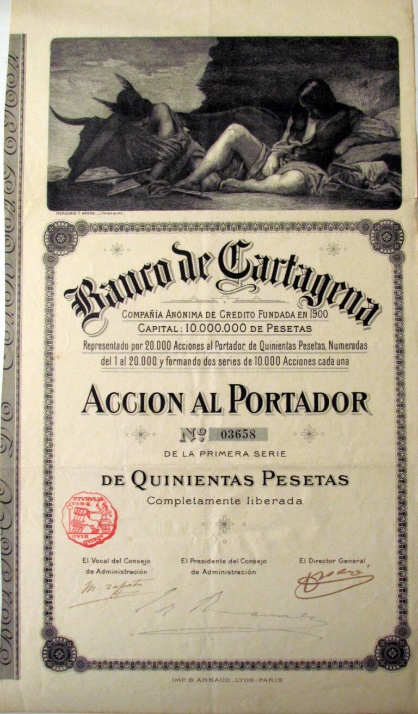 MERCURIO Y ARGOS
Banco de Cartagena
COMPAÑIA ANÓNIMA DE CREDITO FUNDADA EN 1900
CAPITAL: 10.000.000 DE PESETAS
Representado por 20.000 Acciones al Portador de Quinientas Pesetas, Numeradas
del 1 al 20.000, y formando dos series de 10.000 Acciones cada una
ACCION AL PORTADOR
Nº 03658
DE LA PRIMERA SERIE
DE QUINIENTAS PESETAS
Completamente liberada
El Vocal del Consejo
de Administración
El Presidente del Consejo
de Administración
El Director General
IMP. B. ARNAUD_LYON-PARIS